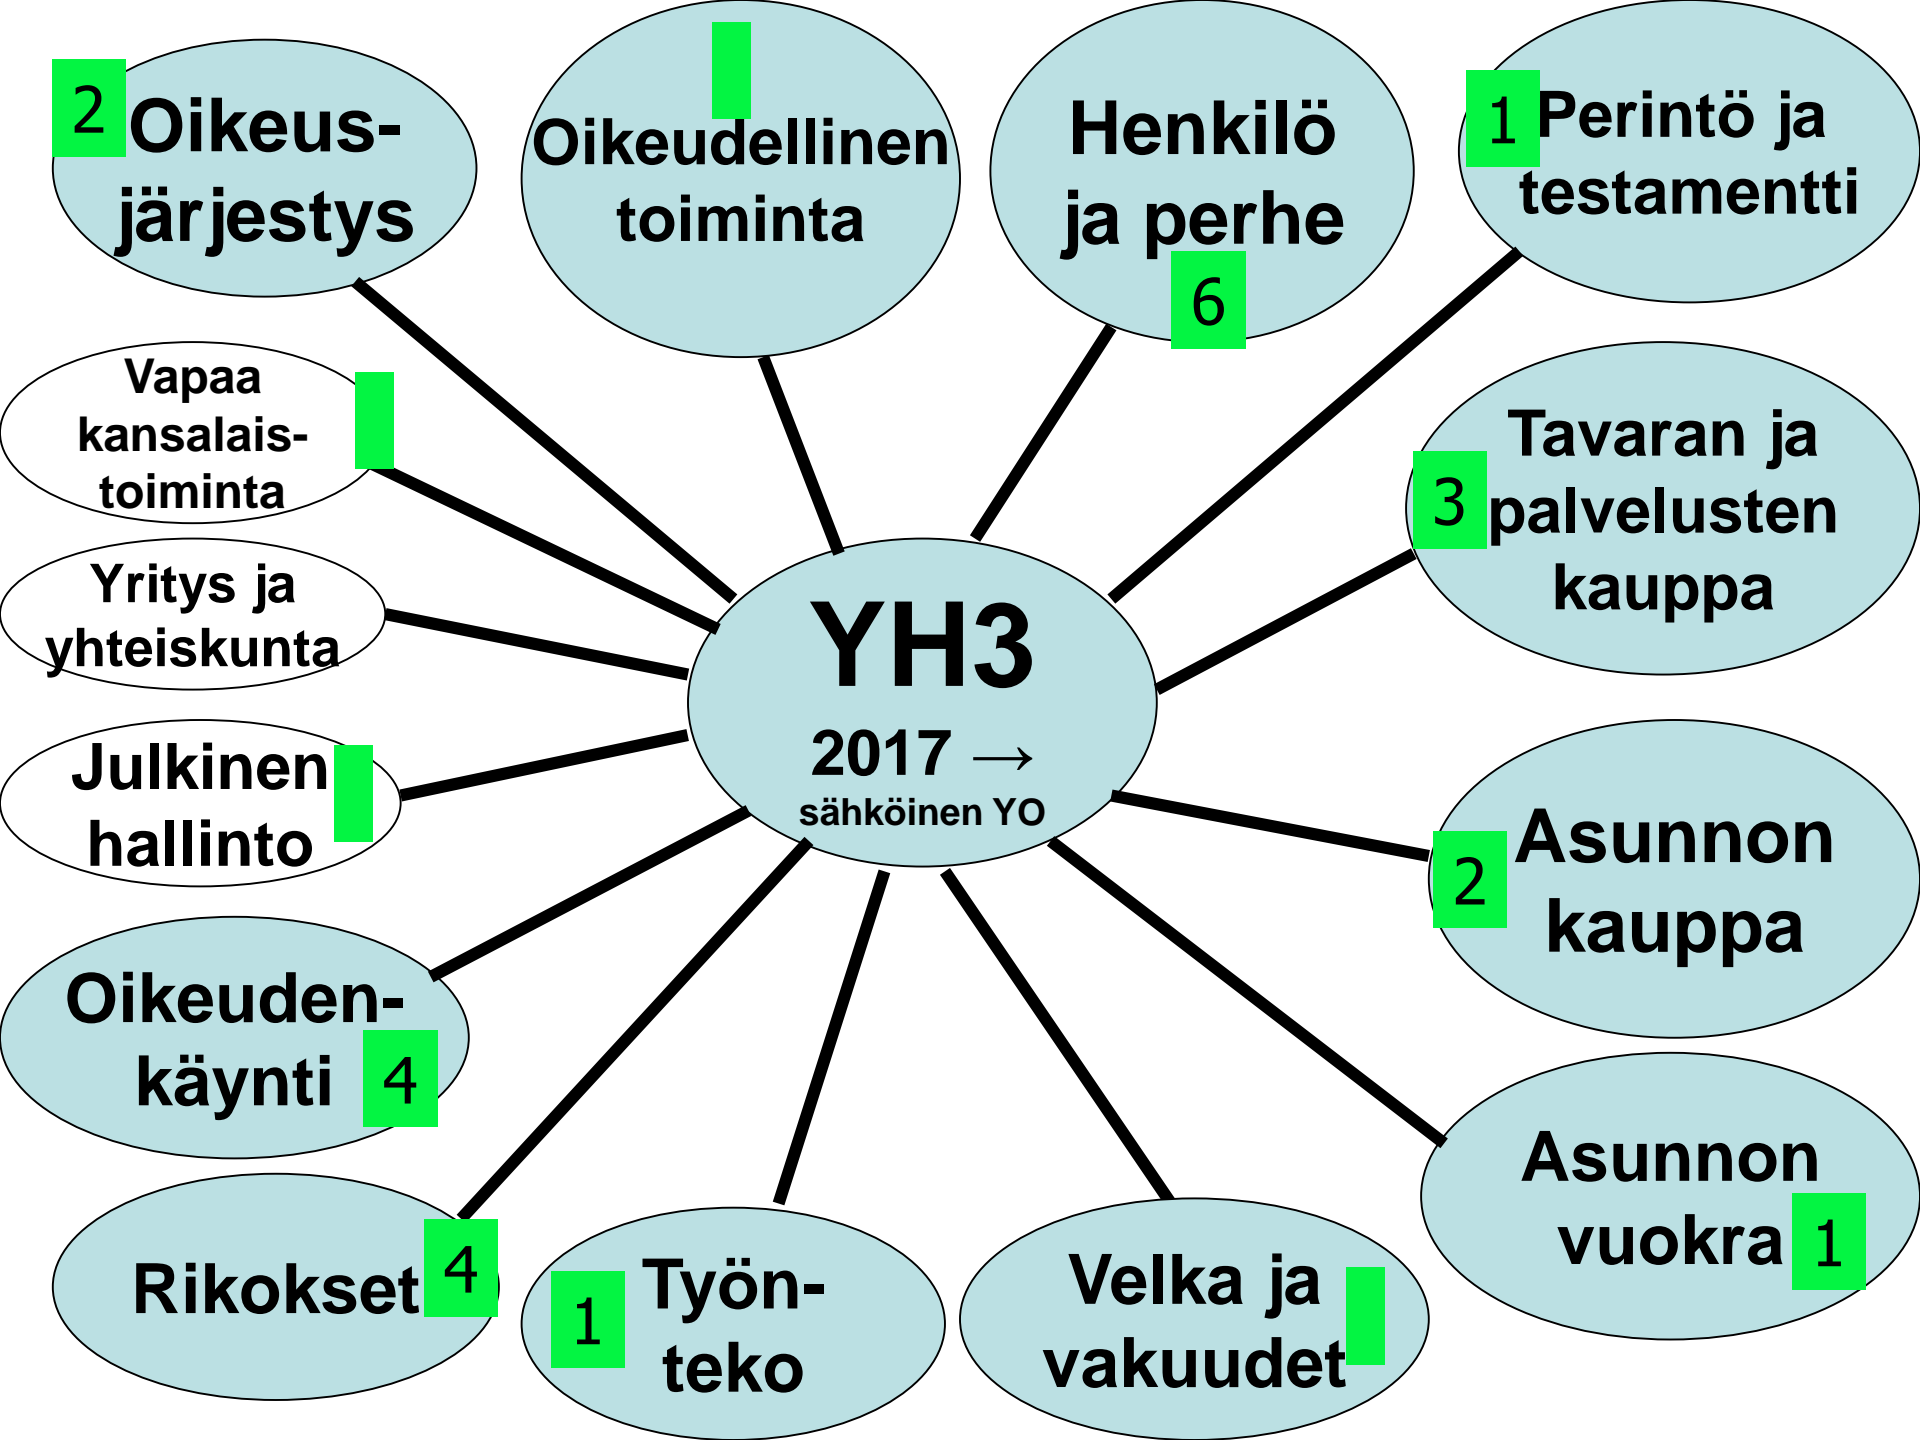 2
Oikeus-
järjestys
Oikeudellinen
toiminta
Henkilö
ja perhe
6
1
Perintö ja
testamentti
Vapaa
kansalais-
toiminta
Tavaran ja
3
palvelusten
kauppa
Yritys ja
yhteiskunta
YH3
2017 →
sähköinen YO
Julkinen
hallinto
Asunnon
2
kauppa
Oikeuden-
käynti
4
Asunnon
vuokra
1
Rikokset
4
1
Työn-
teko
Velka ja
vakuudet